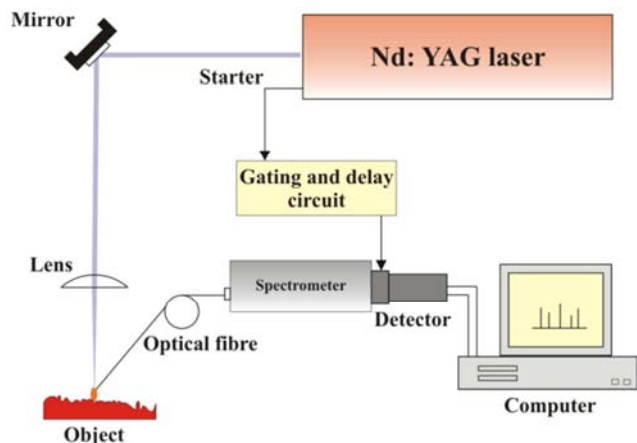 Mirror
Nd: YAG laser
Starter
Gating and delay
circuit
Lens
Spectrometer
Detector
Optical fibre
Computer
Object